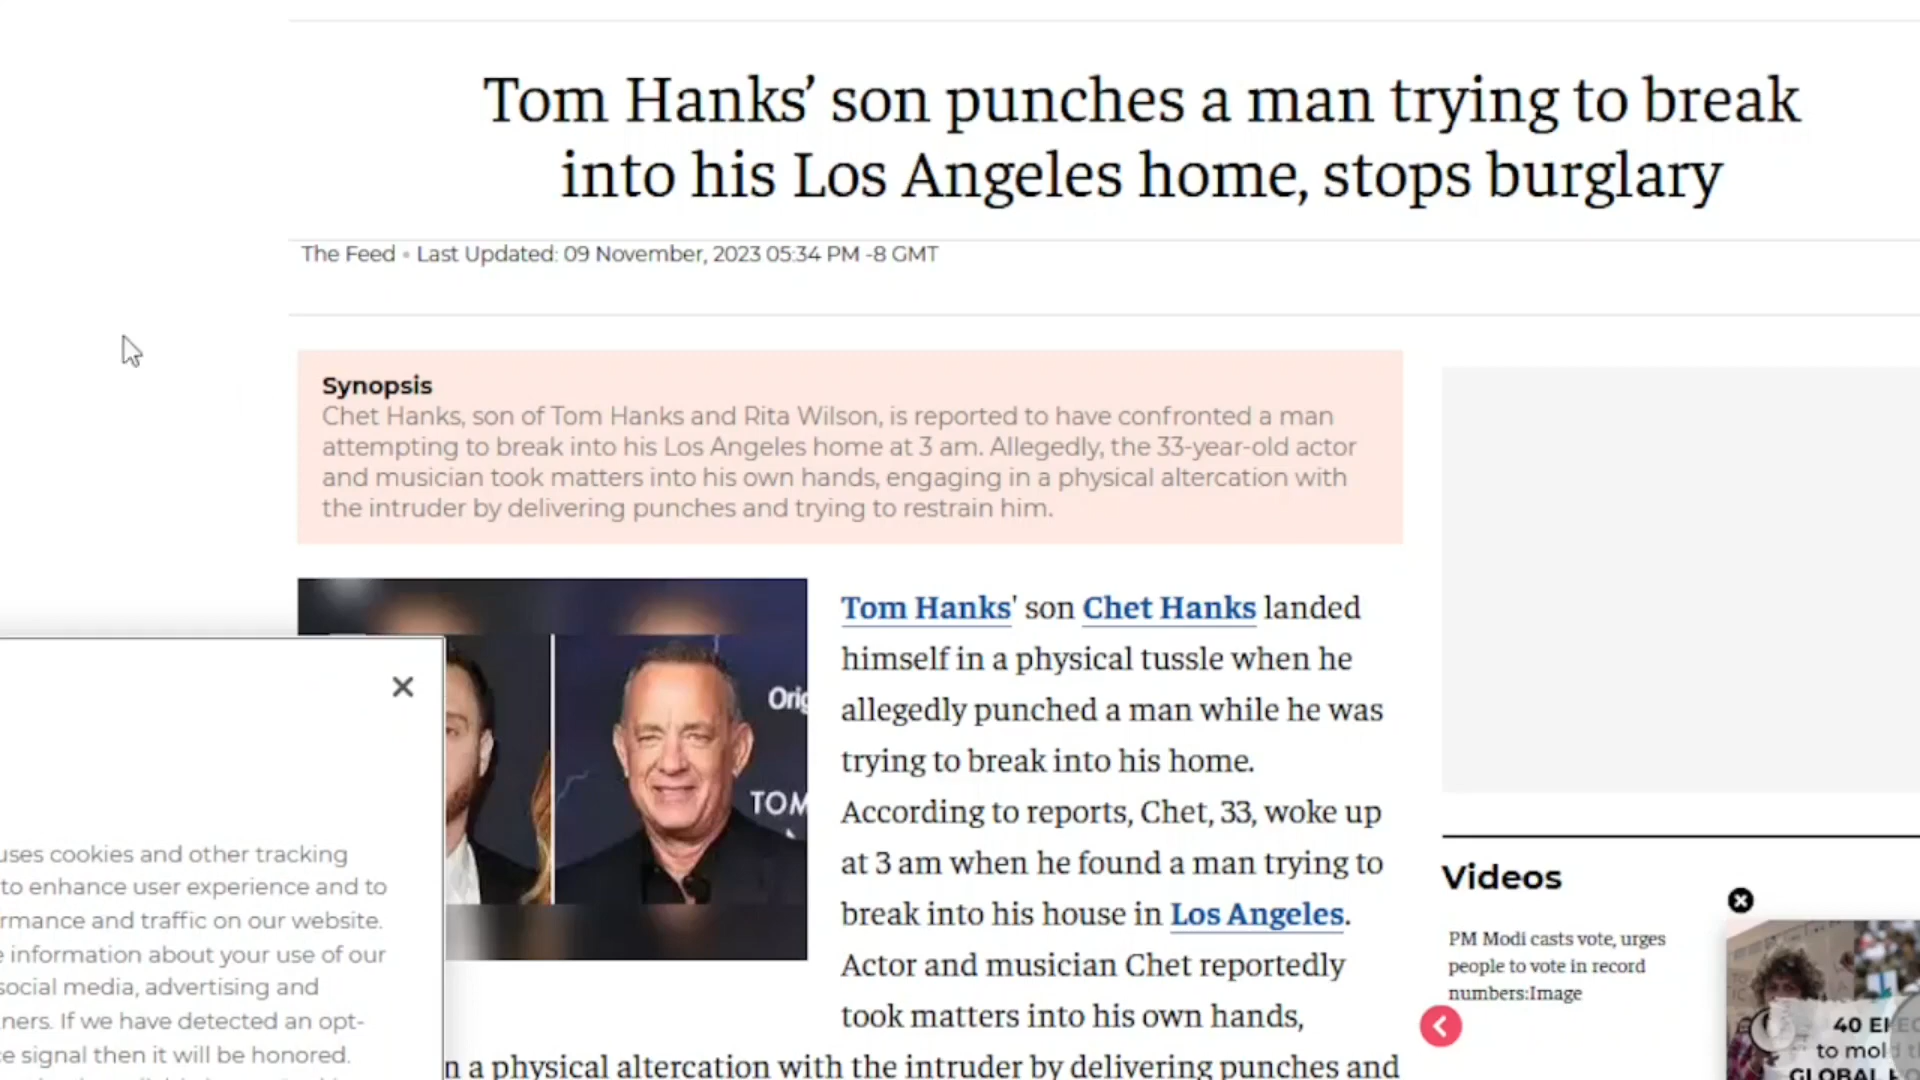 Tom Hanks’ son punches a man trying to break
into his Los Angeles home, stops burglary
The Feed • Last Updated: 09 November, 2023 05:34 PM -8 GMT
Synopsis
Chet Hanks, son of Tom Hanks and Rita Wilson, is reported to have confronted a man
attempting to break into his Los Angeles home at 3 am. Allegedly, the 33-year-old actor
and musician took matters into his own hands, engaging in a physical altercation with
the intruder by delivering punches and trying to restrain him.
Orig
TOM
Tom Hanks' son Chet Hanks landed
himself in a physical tussle when he
allegedly punched a man while he was
trying to break into his home.
According to reports, Chet, 33, woke up
at 3 am when he found a man trying to
break into his house in Los Angeles.
Actor and musician Chet reportedly
took matters into his own hands,
n a physical altercation with the intruder by delivering punches and
uses cookies and other tracking
to enhance user experience and to
rmance and traffic on our website.
e information about your use of our
social media, advertising and
ners. If we have detected an opt-
e signal then it will be honored.
Videos
PM Modi casts vote, urges
people to vote in record
numbers:Image
40
to mol
GLOBAL